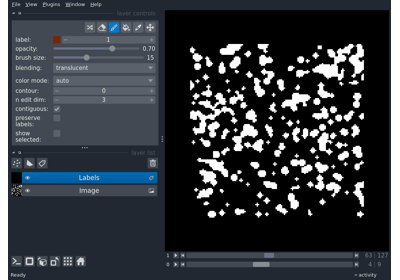 File View Plugins Window Help
layer controls
label: 1
opacity: 0.70
brush size: 15
blending: translucent
color mode: auto
contour: 0
n edit dim: 3
contiguous:
preserve
labels:
show
selected:
layer list
Labels
Image
1 63 127
0 4 9
Ready
activity